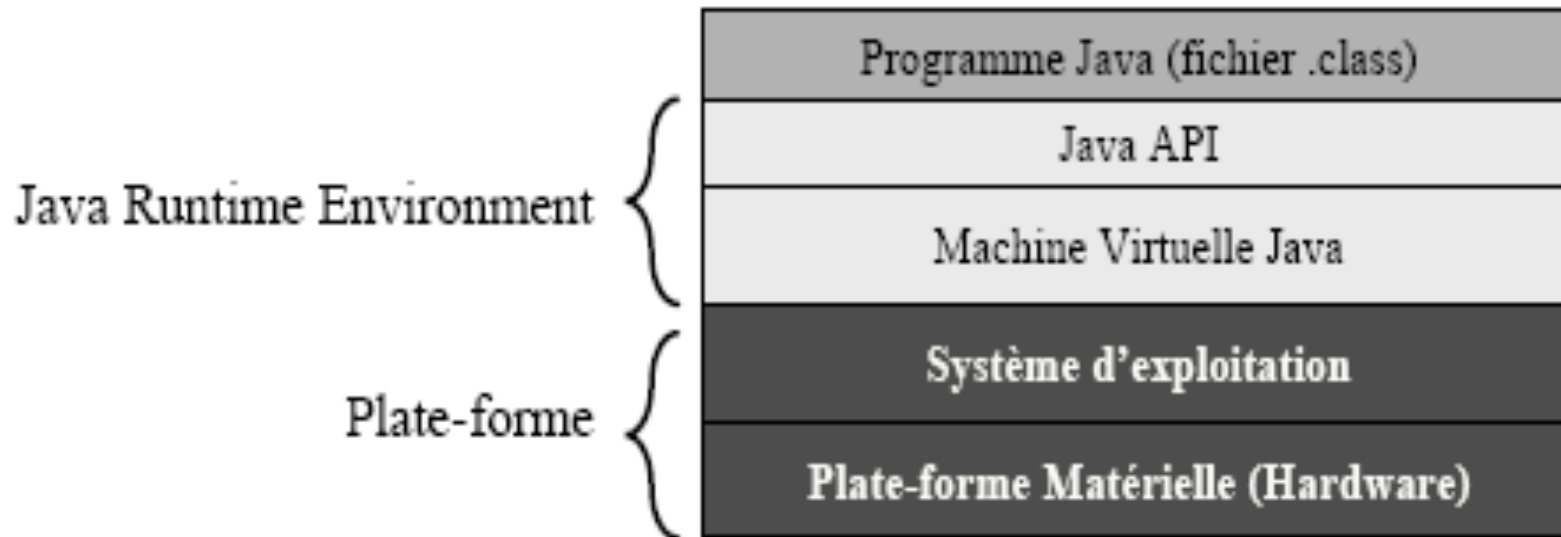 Programme Java (fichier .class)
Java API
Java Runtime Environment
Machine Virtuelle Java
Système d’exploitation
Plate-forme
Plate-forme Matérielle (Hardware)